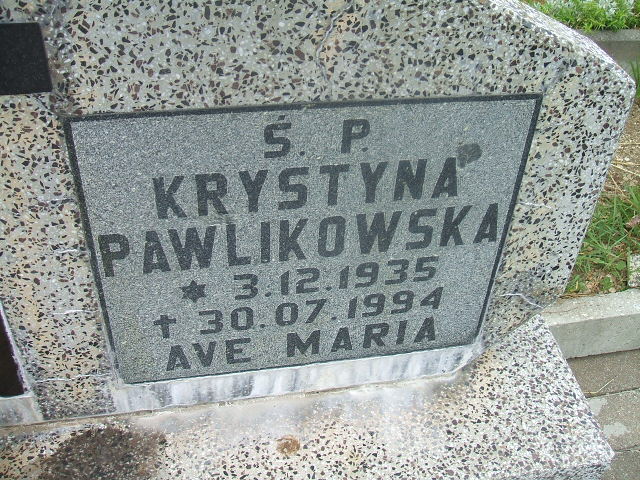 Ś. P.
KRYSTYNA
PAWLIKOWSKA
* 3.12.1935
† 30.07.1994
AVE MARIA